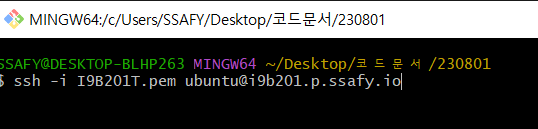 MINGW64:/c/Users/SSAFY/Desktop/코드문서/230801
SSAFY@DESKTOP-BLHP263 MINGW64 ~/Desktop/코드문서/230801
$ ssh -i I9B201T.pem ubuntu@i9b201.p.ssafy.io